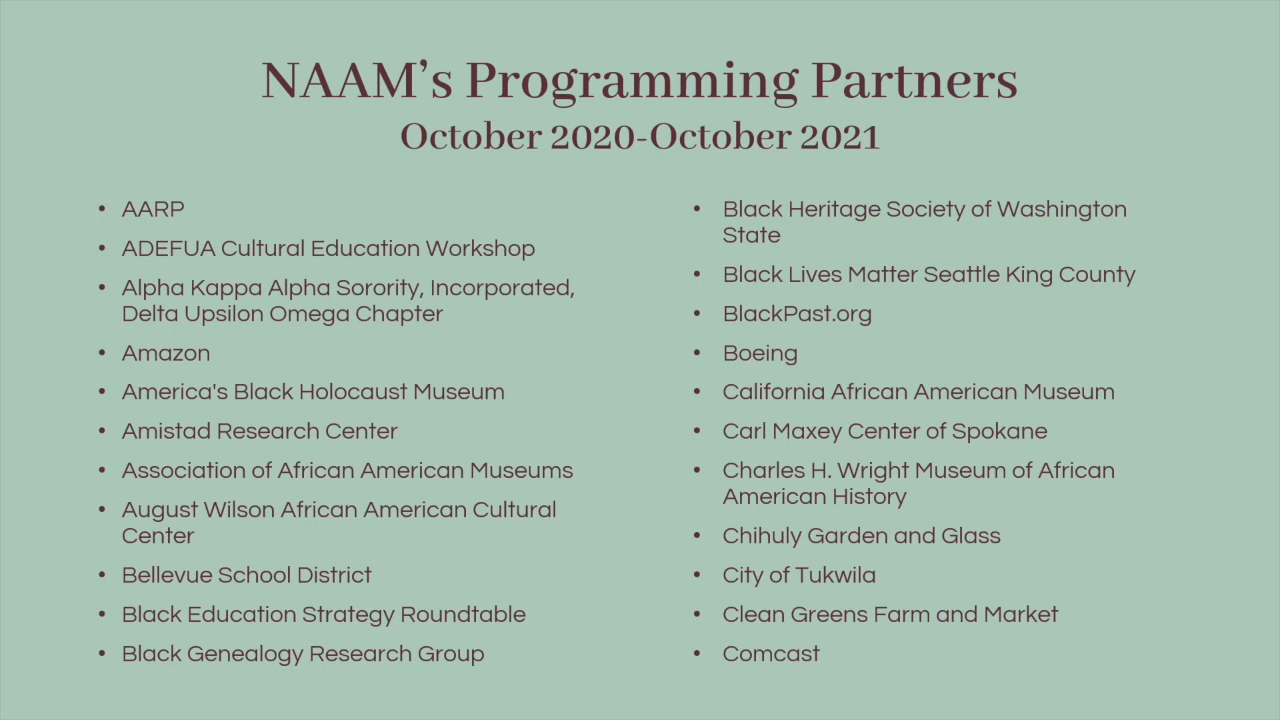 NAAM’s Programming Partners
October 2020-October 2021
• AARP
• ADEFUA Cultural Education Workshop
• Alpha Kappa Alpha Sorority, Incorporated,
Delta Upsilon Omega Chapter
• Amazon
• America's Black Holocaust Museum
• Amistad Research Center
• Association of African American Museums
• August Wilson African American Cultural
Center
• Bellevue School District
• Black Education Strategy Roundtable
• Black Genealogy Research Group
• Black Heritage Society of Washington
State
• Black Lives Matter Seattle King County
• BlackPast.org
• Boeing
• California African American Museum
• Carl Maxey Center of Spokane
• Charles H. Wright Museum of African
American History
• Chihuly Garden and Glass
• City of Tukwila
• Clean Greens Farm and Market
• Comcast